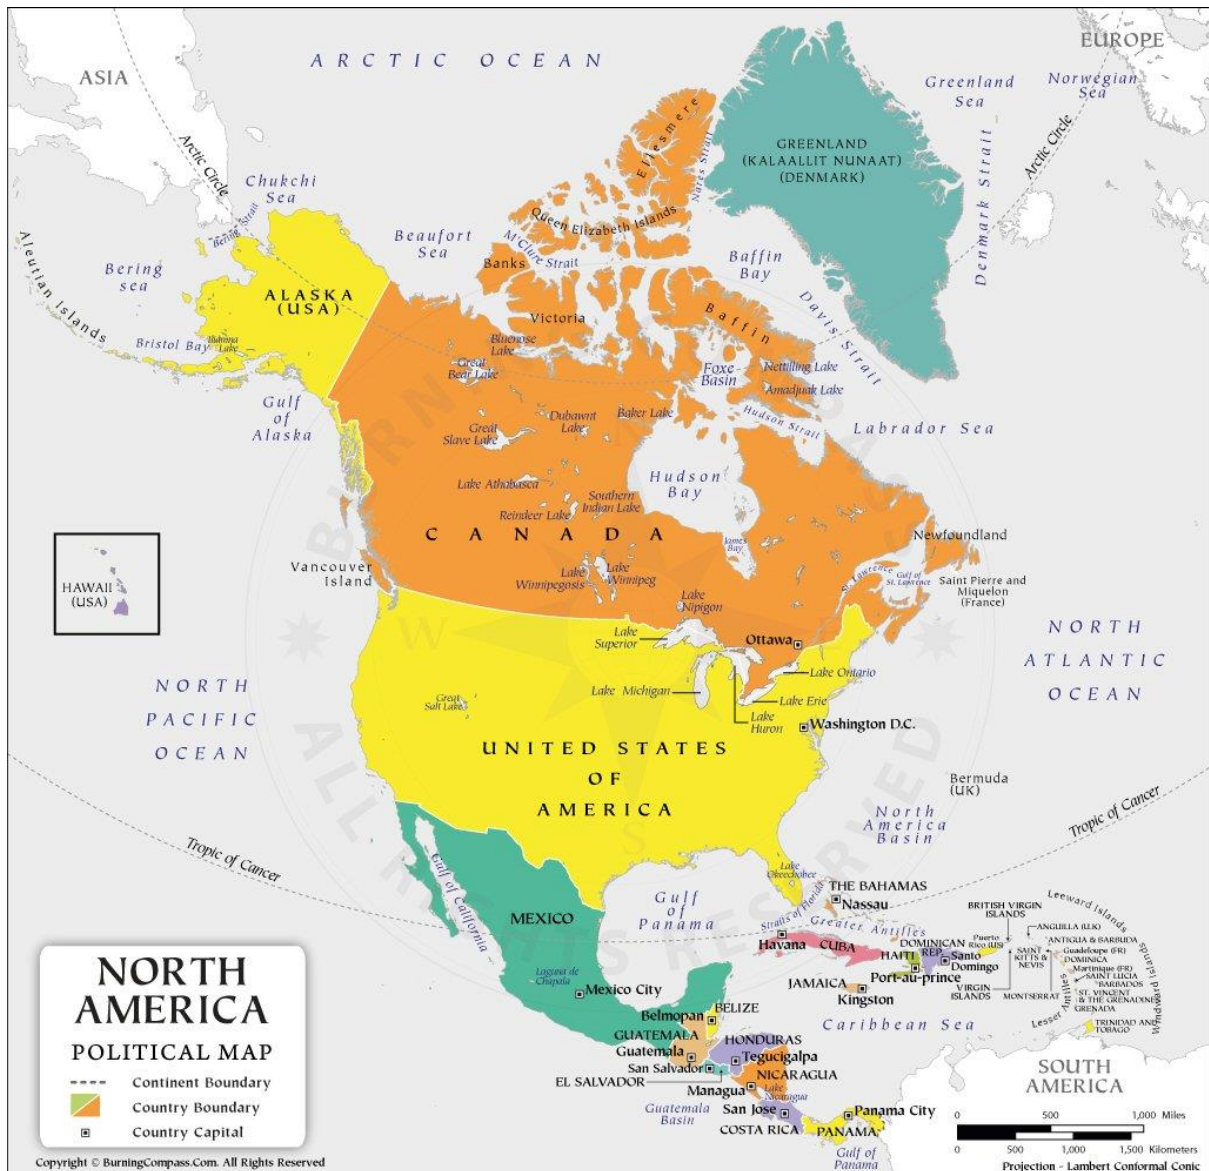 ARCTIC OCEAN
ASIA
EUROPE
Greenland
Sea
Norwegian
Sea
Arctic Circle
Arctic Circle
Chukchi
Sea
Bering Strait
Beaufort
Sea
Ellesmere
Nares Strait
GREENLAND
(KALAALLIT NUNAAT)
(DENMARK)
Denmark Strait
Queen Elizabeth Islands
M'Clure Strait
Banks
Baffin
Bay
Aleutian Islands
Bering
sea
ALASKA
(USA)
Victoria
Baffin
Davis Strait
Bristol Bay
Iliamna
Lake
Bluenose
Lake
Great
Bear Lake
Foxe
Basin
Nettilling Lake
Amadjuak Lake
Gulf
of
Alaska
Dubawnt
Lake
Baker Lake
Hudson Strait
Labrador Sea
Great
Slave Lake
Hudson
Bay
Lake Athabasca
Southern
Indian Lake
Reindeer Lake
CANADA
James
Bay
Newfoundland
HAWAII
(USA)
Vancouver
Island
Lake
Winnipegosis
Lake
Winnipeg
St. Lawrence
Gulf of
St. Lawrence
Saint Pierre and
Miquelon
(France)
Lake
Nipigon
Lake
Superior
Ottawa
NORTH
ATLANTIC
OCEAN
Lake Ontario
NORTH
PACIFIC
OCEAN
Great
Salt Lake
Lake Michigan
Lake Erie
Lake
Huron
Washington D.C.
UNITED STATES
OF
AMERICA
Bermuda
(UK)
North
America
Basin
Tropic of Cancer
Tropic of Cancer
Gulf of California
Lake
Okeechobee
Gulf
of
Panama
Straits of Florida
THE BAHAMAS
Nassau
MEXICO
Greater Antilles
Havana
CUBA
HAITI
DOMINICAN
REP.
Santo
Domingo
Port-au-prince
Puerto
Rico (US)
BRITISH VIRGIN
ISLANDS
Leeward Islands
ANGUILLA (U.K)
ANTIGUA & BARBUDA
SAINT
KITTS &
NEVIS
Guadeloupe (FR)
DOMINICA
Martinique (FR)
SAINT LUCIA
BARBADOS
ST. VINCENT
& THE GRENADINES
GRENADA
VIRGIN
ISLANDS
MONTSERRAT
Lesser Antilles
Windward Islands
TRINIDAD AND
TOBAGO
Laguna de
Chapala
Mexico City
JAMAICA
Kingston
Caribbean Sea
Belmopan
BELIZE
GUATEMALA
Guatemala
HONDURAS
Tegucigalpa
San Salvador
EL SALVADOR
NICARAGUA
Managua
Lake
Nicaragua
Guatemala
Basin
San Jose
COSTA RICA
Panama City
PANAMA
Gulf of
Panama
SOUTH
AMERICA
NORTH
AMERICA
POLITICAL MAP
Continent Boundary
Country Boundary
Country Capital
0 500 1,000 Miles
0 500 1,000 1,500 Kilometers
Projection - Lambert Conformal Conic
Copyright © BurningCompass.Com. All Rights Reserved
BURNING COMPASS
ALL RIGHTS RESERVED
N
W
S